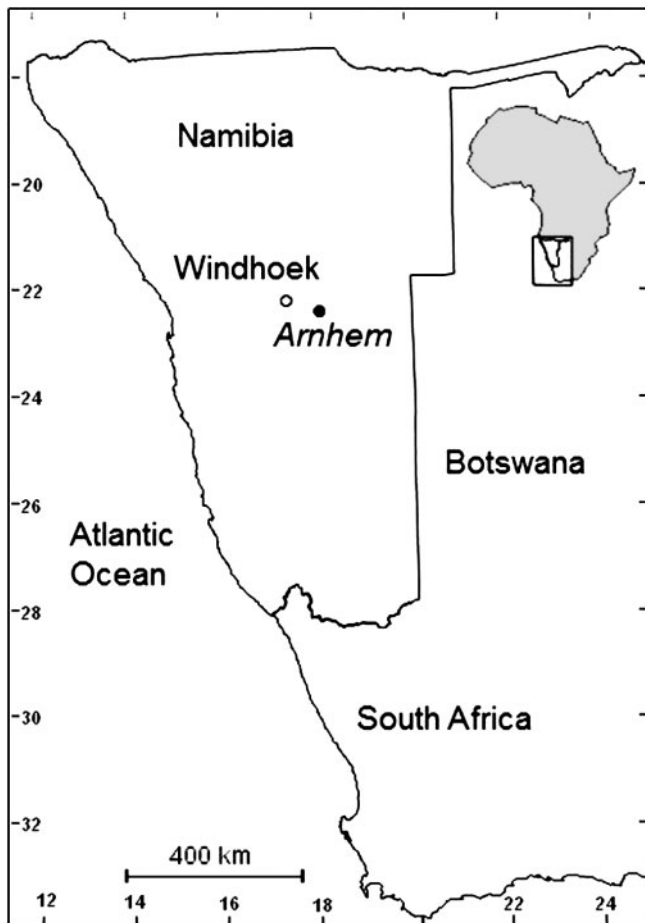 Namibia
-20
Windhoek
-22
Arnhem
-24
Botswana
-26
Atlantic
Ocean
-28
-30
South Africa
-32
400 km
12 14 16 18 22 24